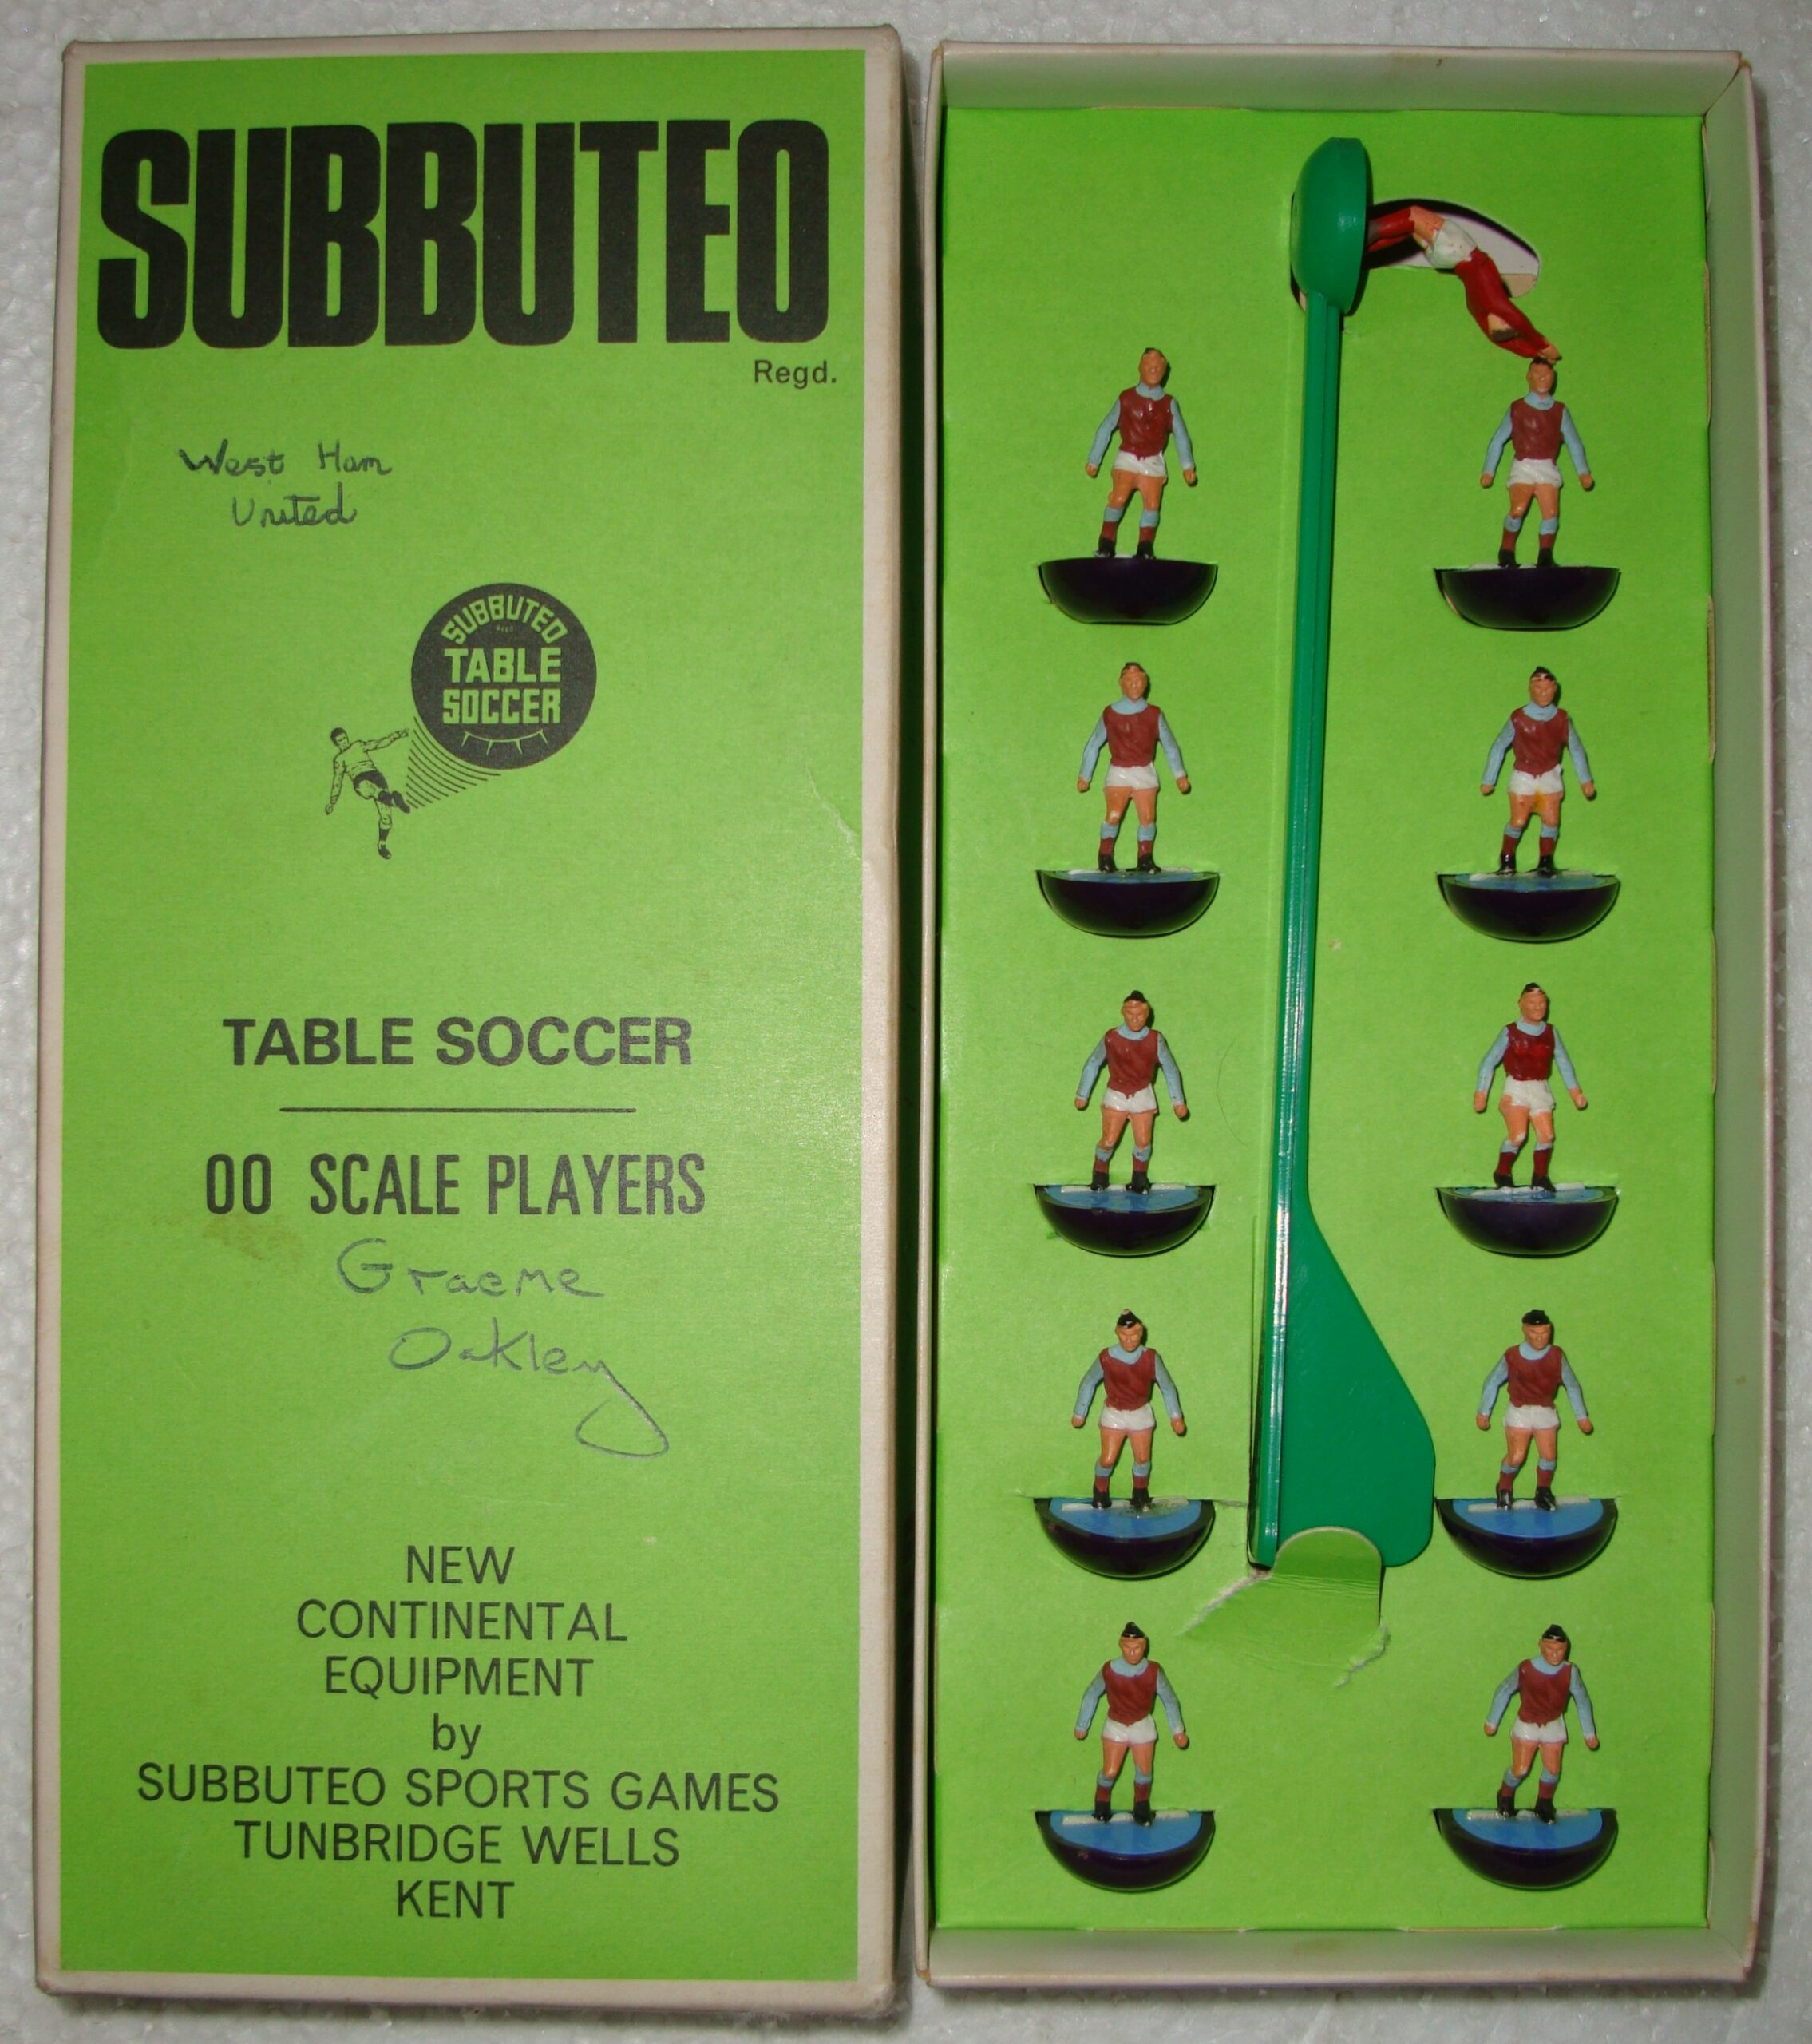 SUBBUTEO
Regd.
West Ham
United
SUBBUTEO
TABLE
SOCCER
TABLE SOCCER
00 SCALE PLAYERS
Graeme
Oakley
NEW
CONTINENTAL
EQUIPMENT
by
SUBBUTEO SPORTS GAMES
TUNBRIDGE WELLS
KENT